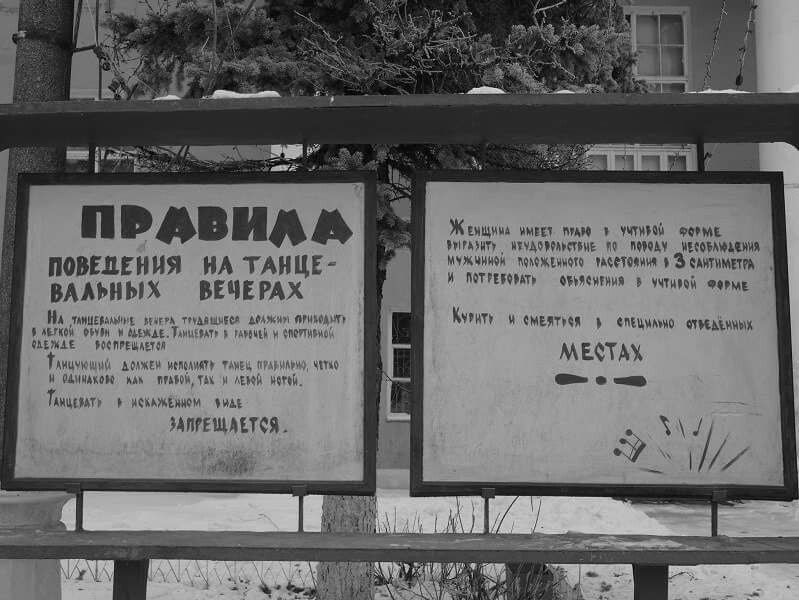 ПРАВИЛА
ПОВЕДЕНИЯ НА ТАНЦЕ-
ВАЛЬНЫХ ВЕЧЕРАХ
На танцевальные вечера трудящиеся должны приходить
в легкой обуви и одежде. Танцевать в рабочей и спортивной
одежде воспрещается
Танцующий должен исполнять танец правильно, четко
и одинаково как правой, так и левой ногой.
Танцевать в искажённом виде
ЗАПРЕЩАЕТСЯ.
Женщина имеет право в учтивой форме
выразить неудовольствие по поводу несоблюдения
мужчиной положенного расстояния в 3 сантиметра
и потребовать объяснения в учтивой форме
Курить и смеяться в специльно отведённых
МЕСТАХ